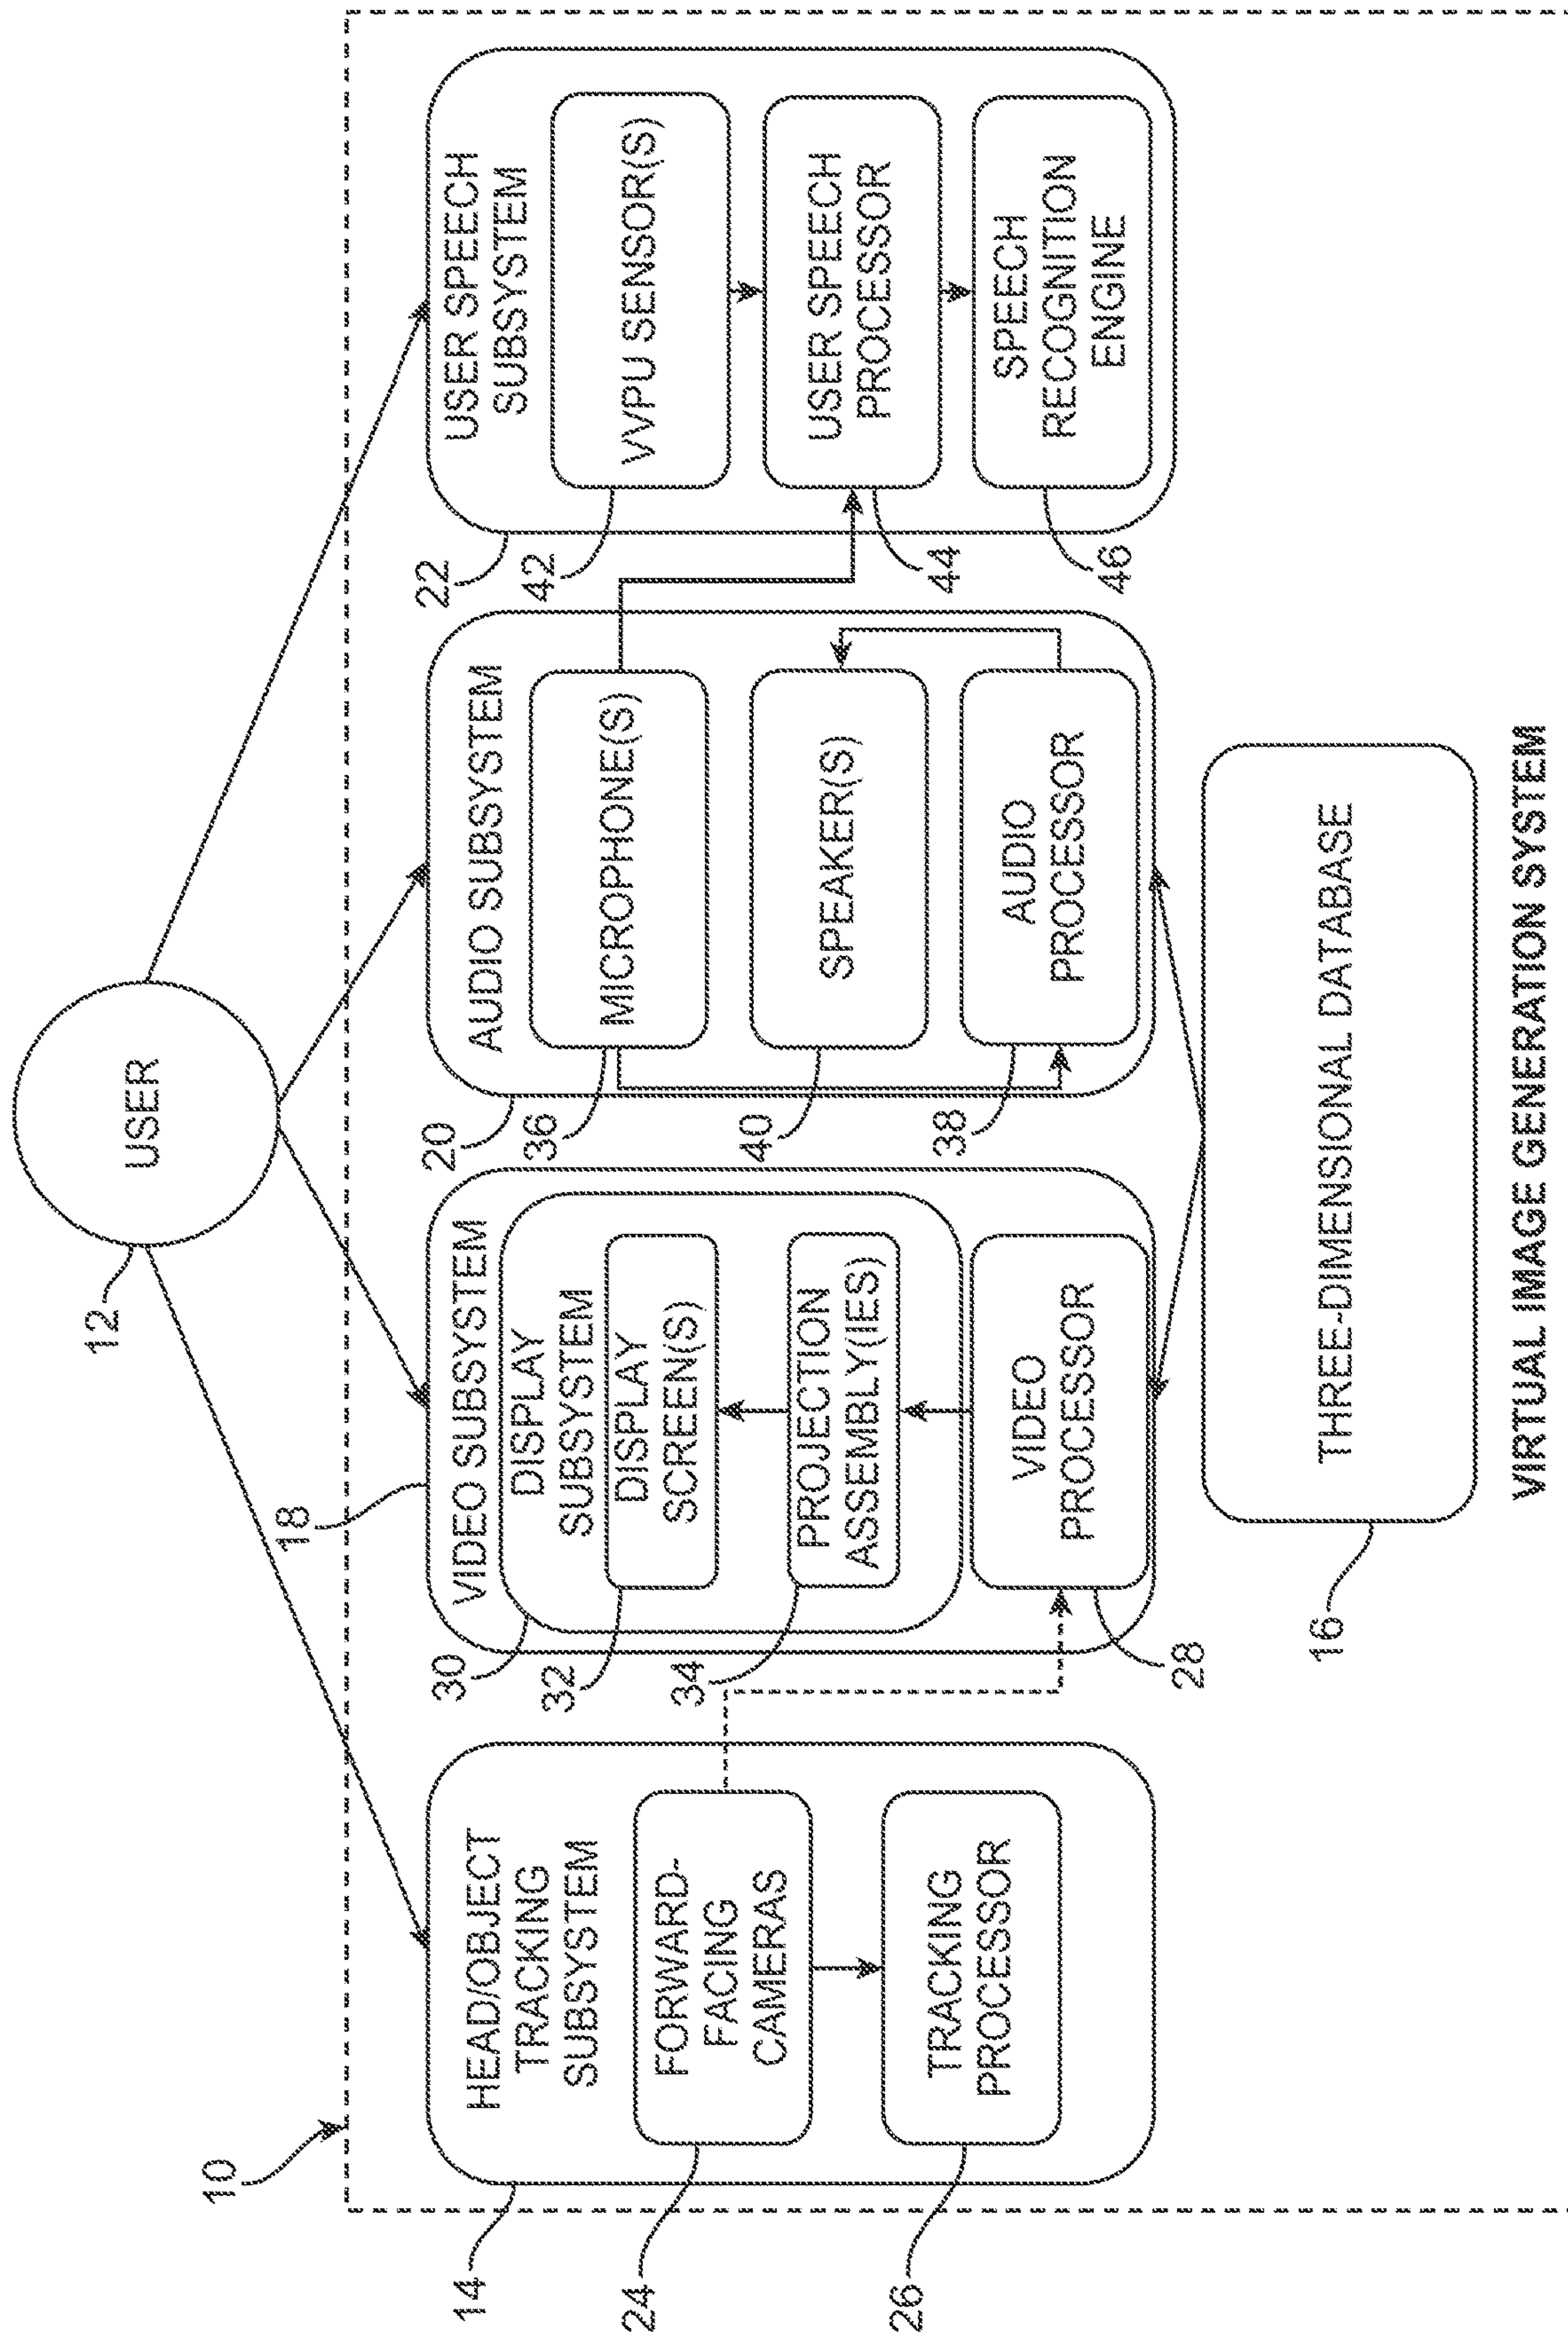 USER
12
10
HEAD/OBJECT
TRACKING
SUBSYSTEM
14
FORWARD-
FACING
CAMERAS
24
TRACKING
PROCESSOR
26
VIDEO SUBSYSTEM
18
DISPLAY
SUBSYSTEM
30
DISPLAY
SCREEN(S)
32
PROJECTION
ASSEMBLY(IES)
34
VIDEO
PROCESSOR
28
AUDIO SUBSYSTEM
20
MICROPHONE(S)
36
SPEAKER(S)
40
AUDIO
PROCESSOR
38
USER SPEECH
SUBSYSTEM
22
VVPU SENSOR(S)
42
USER SPEECH
PROCESSOR
44
SPEECH
RECOGNITION
ENGINE
46
THREE-DIMENSIONAL DATABASE
16
VIRTUAL IMAGE GENERATION SYSTEM